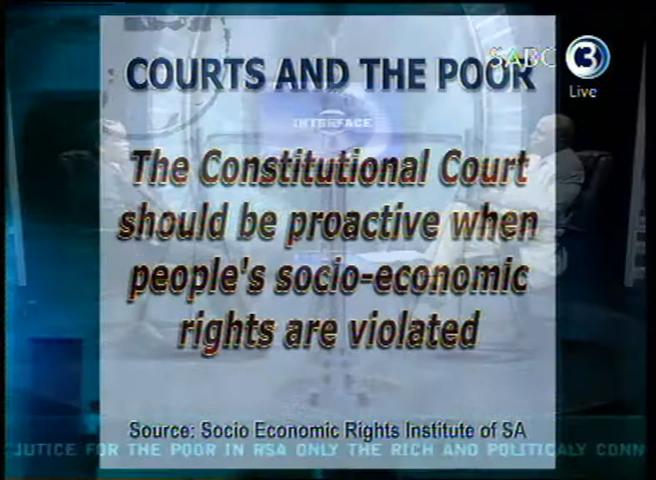 SABC 3
Live
COURTS AND THE POOR
INTERFACE
The Constitutional Court
should be proactive when
people's socio-economic
rights are violated
Source: Socio Economic Rights Institute of SA
JUTICE FOR THE POOR IN RSA ONLY THE RICH AND POLITICALY CONN